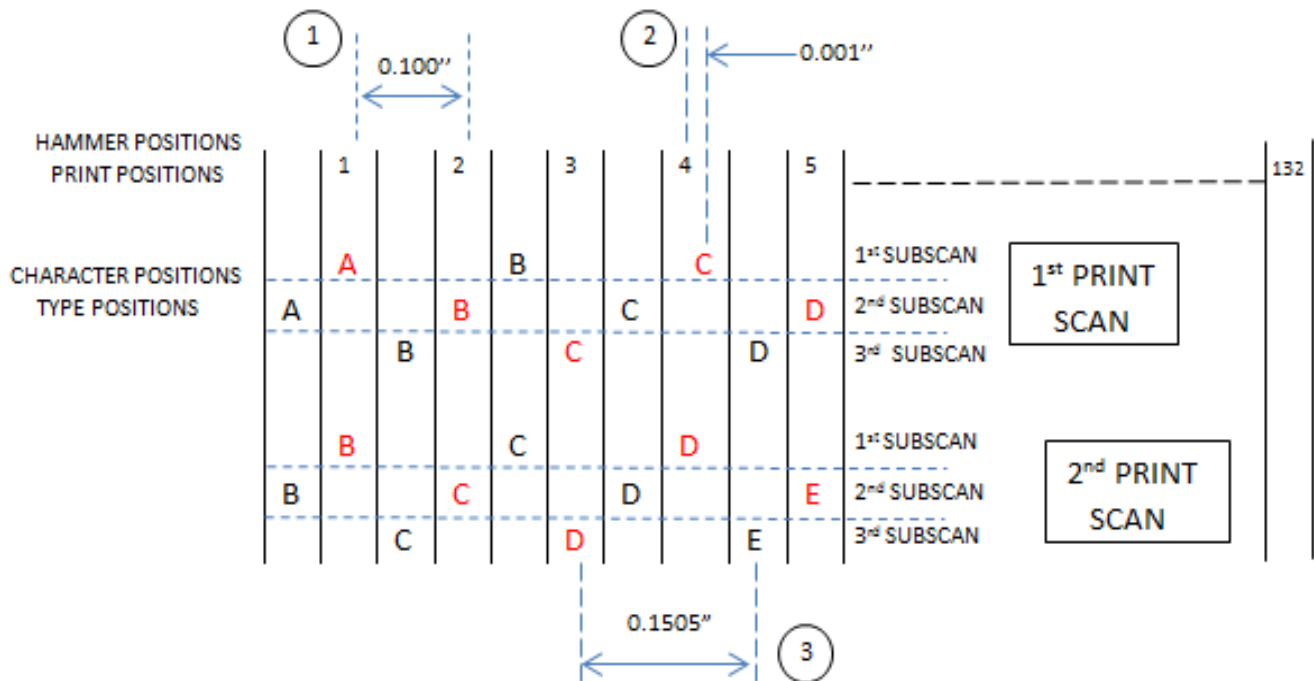 1 2
0.100’’ 0.001’’
HAMMER POSITIONS
PRINT POSITIONS
1 2 3 4 5 132
CHARACTER POSITIONS
TYPE POSITIONS
A B C 1st SUBSCAN
A B C D 2nd SUBSCAN
B C D 3rd SUBSCAN
1st PRINT
SCAN
B C D 1st SUBSCAN
B C D E 2nd SUBSCAN
C D E 3rd SUBSCAN
2nd PRINT
SCAN
0.1505” 3